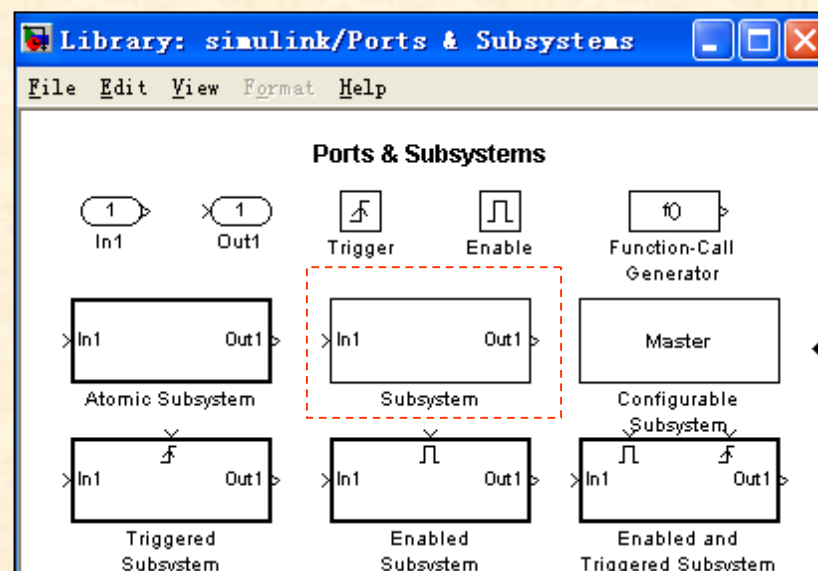 Library: simulink/Ports & Subsystems
File Edit View Format Help
Ports & Subsystems
1 1 f()
In1 Out1 Trigger Enable Function-Call
Generator
In1 Out1 In1 Out1 Master
Atomic Subsystem Subsystem Configurable
Subsystem
In1 Out1 In1 Out1 In1 Out1
Triggered Enabled Enabled and
Subsystem Subsystem Triggered Subsystem